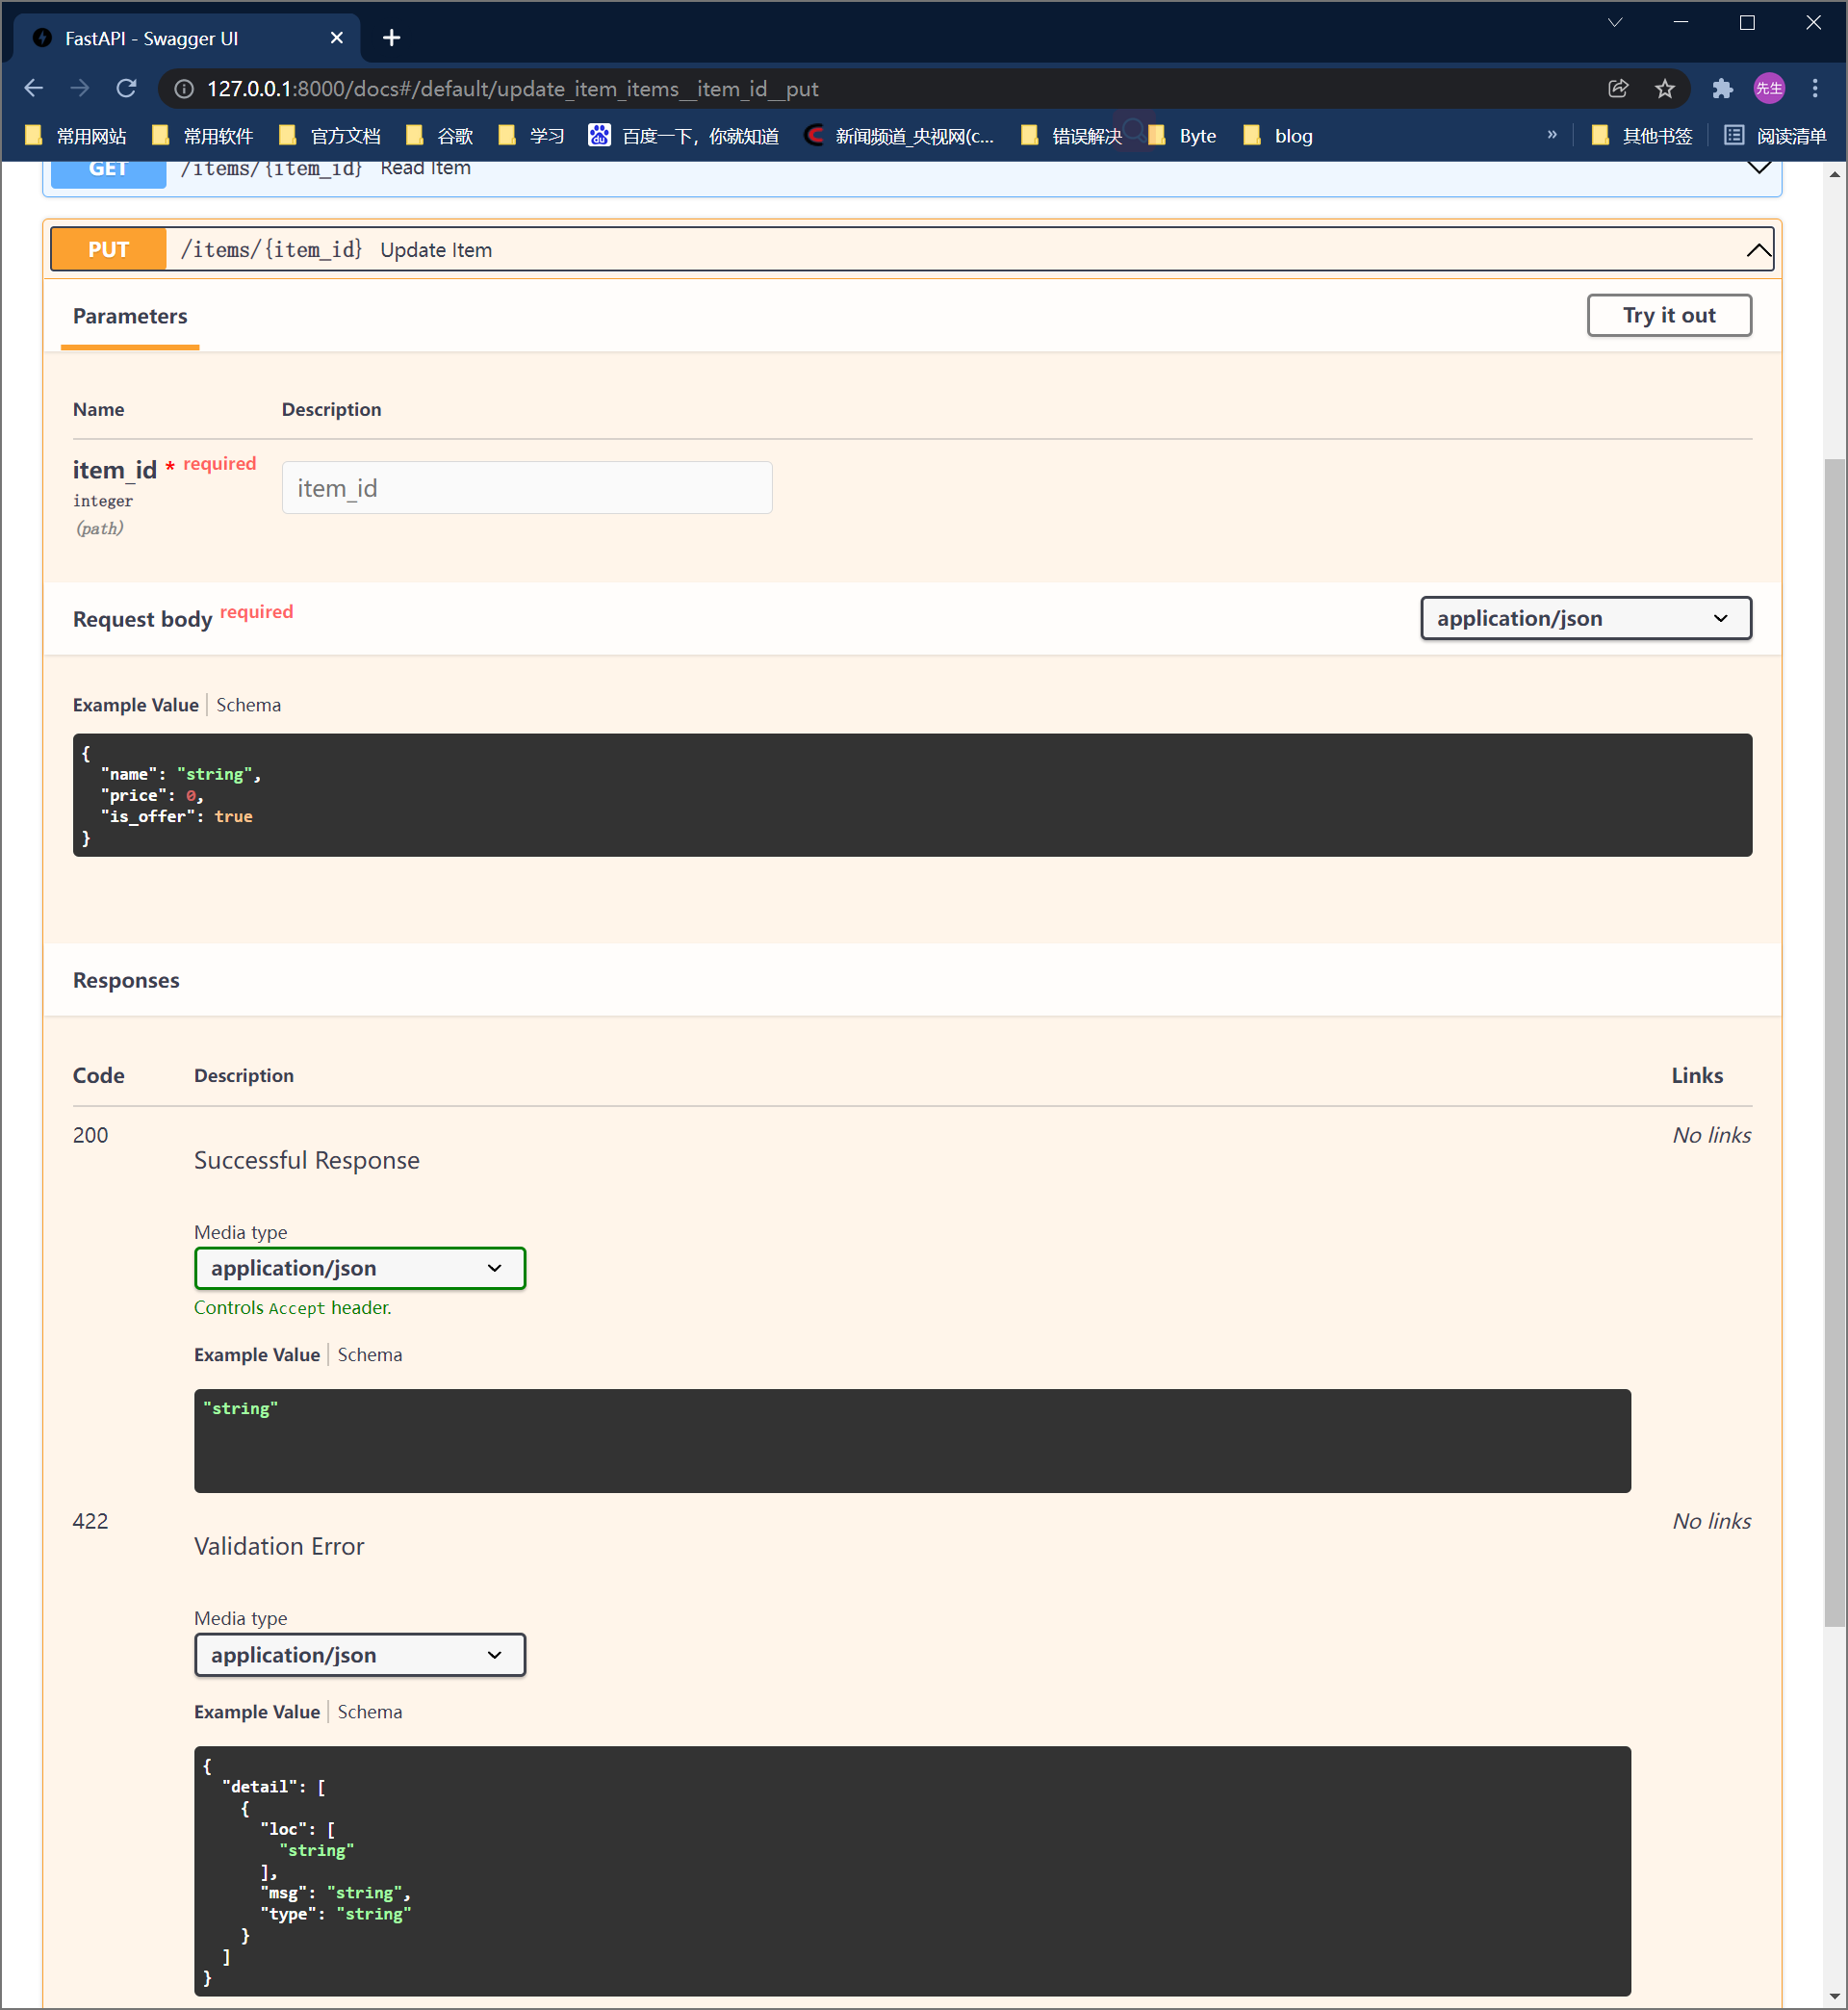 FastAPI - Swagger UI
127.0.0.1:8000/docs#/default/update_item_items__item_id__put
先生
常用网站 常用软件 官方文档 谷歌 学习 百度一下，你就知道 新闻频道_央视网(c... 错误解决 Byte blog » 其他书签 阅读清单
GET /items/{item_id} Read Item
PUT /items/{item_id} Update Item
Parameters Try it out
Name Description
item_id * required
integer
(path)
item_id
Request body required application/json
Example Value Schema
{
"name": "string",
"price": 0,
"is_offer": true
}
Responses
Code Description Links
200 No links
Successful Response
Media type
application/json
Controls Accept header.
Example Value Schema
"string"
422 No links
Validation Error
Media type
application/json
Example Value Schema
{
"detail": [
{
"loc": [
"string"
],
"msg": "string",
"type": "string"
}
]
}